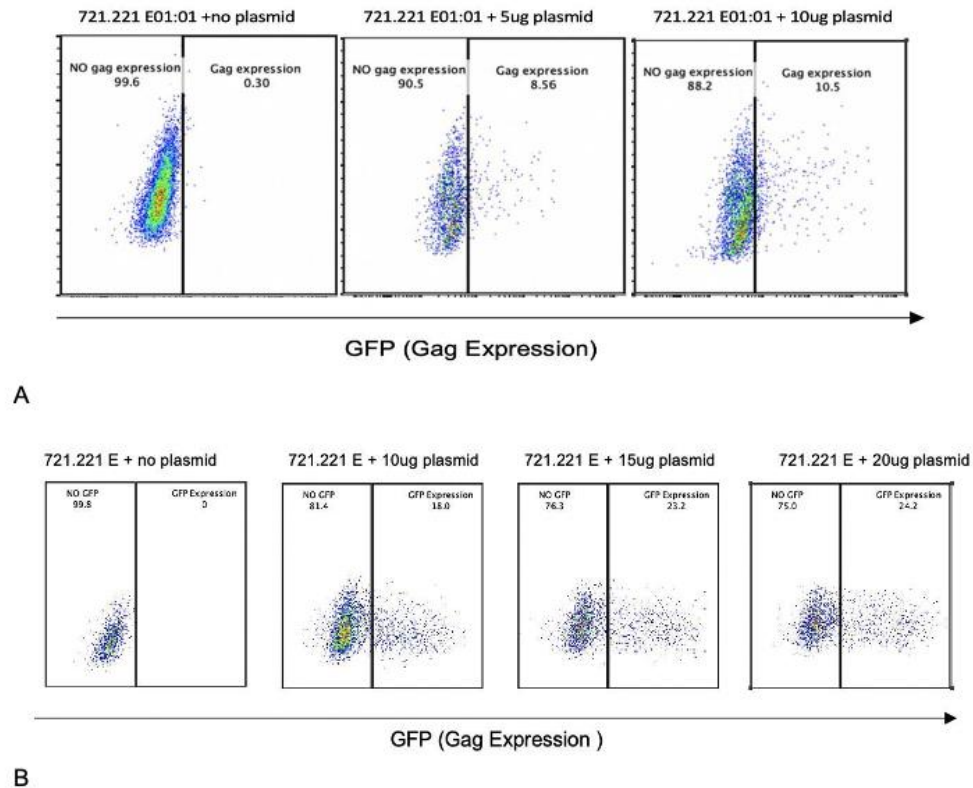 721.221 E01:01 +no plasmid
721.221 E01:01 + 5ug plasmid
721.221 E01:01 + 10ug plasmid
NO gag expression
99.6
Gag expression
0.30
NO gag expression
90.5
Gag expression
8.56
NO gag expression
88.2
Gag expression
10.5
GFP (Gag Expression)
A
721.221 E + no plasmid
721.221 E + 10ug plasmid
721.221 E + 15ug plasmid
721.221 E + 20ug plasmid
NO GFP
99.8
GFP Expression
0
NO GFP
81.4
GFP Expression
18.0
NO GFP
76.3
GFP Expression
23.2
NO GFP
75.0
GFP Expression
24.2
GFP (Gag Expression )
B